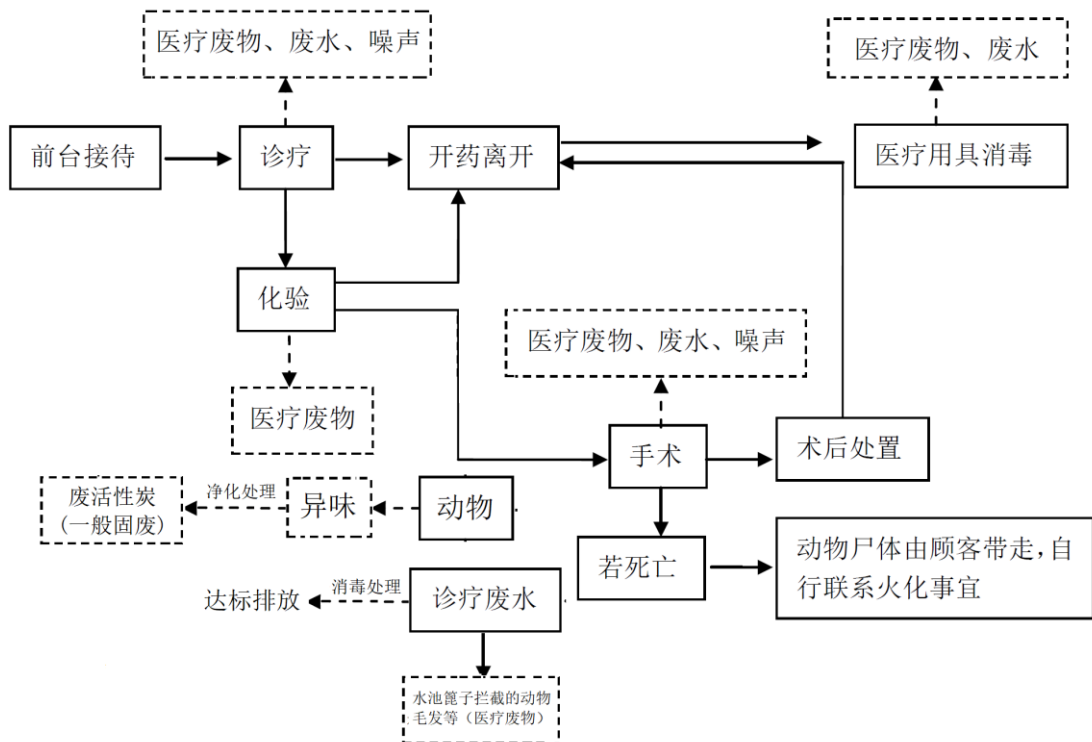 医疗废物、废水、噪声
医疗废物、废水
前台接待
诊疗
开药离开
医疗用具消毒
化验
医疗废物、废水、噪声
医疗废物
手术
术后处置
废活性炭
(一般固废)
净化处理
异味
动物
若死亡
动物尸体由顾客带走,自
行联系火化事宜
达标排放
消毒处理
诊疗废水
水池篦子拦截的动物
毛发等（医疗废物）